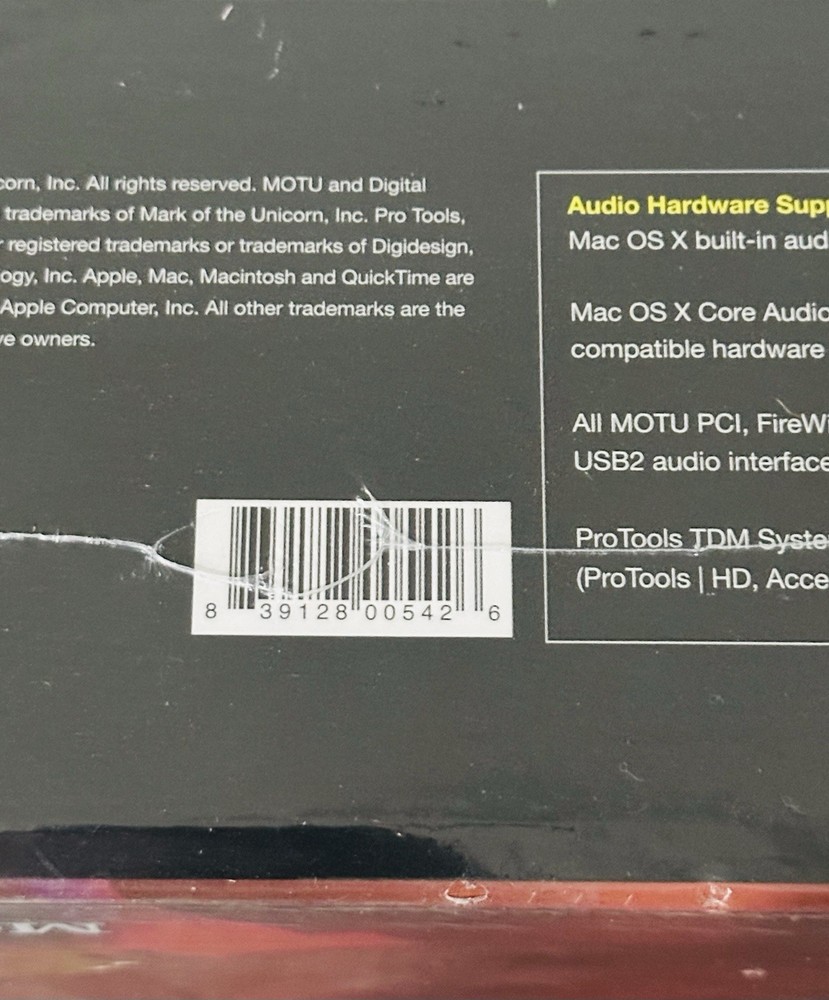 corn, Inc. All rights reserved. MOTU and Digital
trademarks of Mark of the Unicorn, Inc. Pro Tools,
registered trademarks or trademarks of Digidesign,
ogy, Inc. Apple, Mac, Macintosh and QuickTime are
Apple Computer, Inc. All other trademarks are the
ve owners.
8 39128 00542 6
Audio Hardware Supp
Mac OS X built-in aud
Mac OS X Core Audio
compatible hardware
All MOTU PCI, FireWi
USB2 audio interface
ProTools TDM Syste
(ProTools | HD, Acce